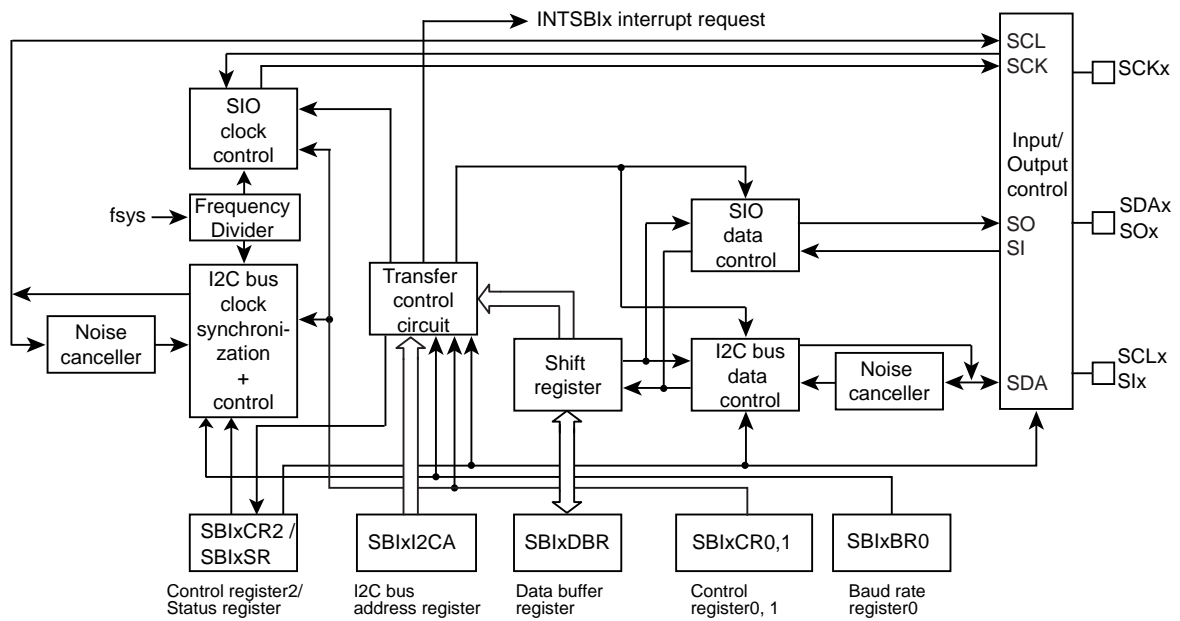 INTSBIx interrupt request
SCL
SCK
SCKx
SIO
clock
control
Input/
Output
control
fsys
Frequency
Divider
SIO
data
control
SO
SI
SDAx
SOx
I2C bus
clock
synchroni-
zation
+
control
Transfer
control
circuit
Noise
canceller
Shift
register
I2C bus
data
control
Noise
canceller
SDA
SCLx
SIx
SBIxCR2 /
SBIxSR
SBIxI2CA
SBIxDBR
SBIxCR0,1
SBIxBR0
Control register2/
Status register
I2C bus
address register
Data buffer
register
Control
register0, 1
Baud rate
register0